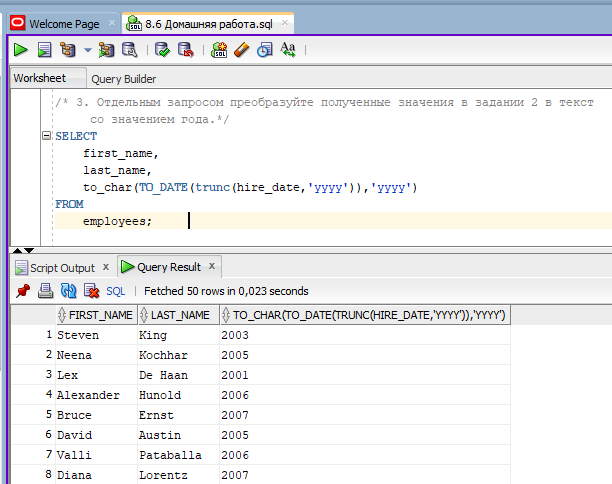 Welcome Page
8.6 Домашняя работа.sql
Worksheet Query Builder
/* 3. Отдельным запросом преобразуйте полученные значения в задании 2 в текст
со значением года.*/
SELECT
first_name,
last_name,
to_char(TO_DATE(trunc(hire_date,'yyyy')),'yyyy')
FROM
employees;
Script Output x Query Result x
SQL | Fetched 50 rows in 0,023 seconds
FIRST_NAME LAST_NAME TO_CHAR(TO_DATE(TRUNC(HIRE_DATE,'YYYY')),'YYYY')
1 Steven King 2003
2 Neena Kochhar 2005
3 Lex De Haan 2001
4 Alexander Hunold 2006
5 Bruce Ernst 2007
6 David Austin 2005
7 Valli Pataballa 2006
8 Diana Lorentz 2007